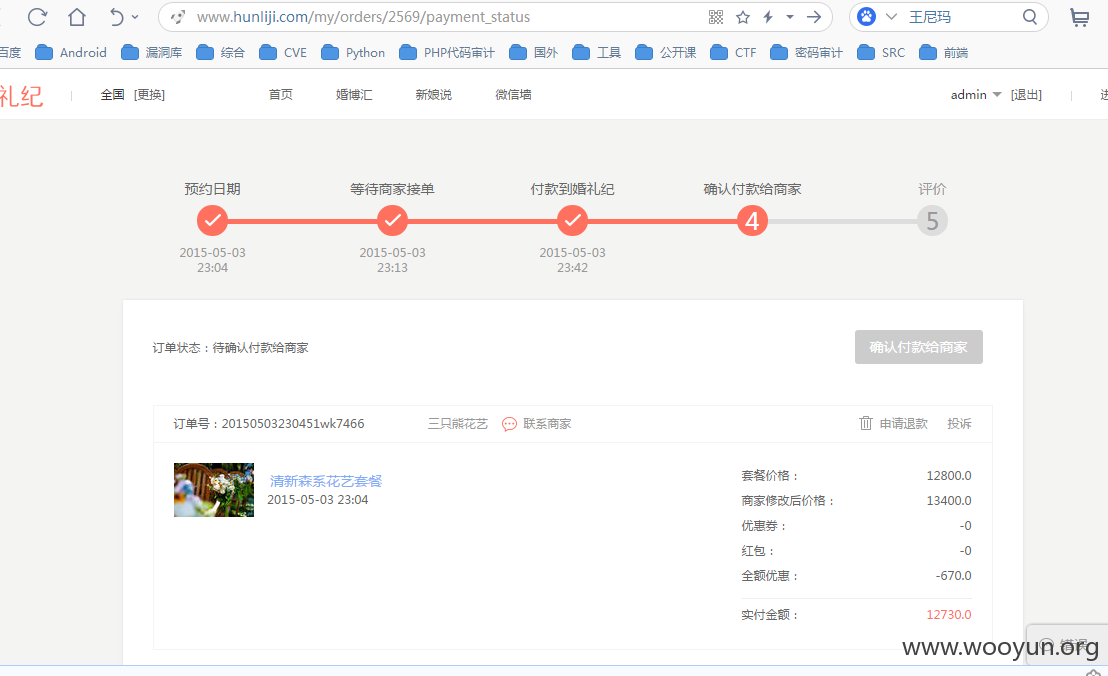 www.hunliji.com/my/orders/2569/payment_status 王尼玛
百度 Android 漏洞库 综合 CVE Python PHP代码审计 国外 工具 公开课 CTF 密码审计 SRC 前端
礼纪 | 全国 [更换] 首页 婚博汇 新娘说 微信墙 admin [退出] |
预约日期 等待商家接单 付款到婚礼纪 确认付款给商家 评价
4 5
2015-05-03 2015-05-03 2015-05-03
23:04 23:13 23:42
订单状态：待确认付款给商家 确认付款给商家
订单号：20150503230451wk7466 三只熊花艺 联系商家 申请退款 投诉
清新森系花艺套餐
2015-05-03 23:04
套餐价格： 12800.0
商家修改后价格： 13400.0
优惠券： -0
红包： -0
全额优惠： -670.0
实付金额： 12730.0
www.wooyun.org